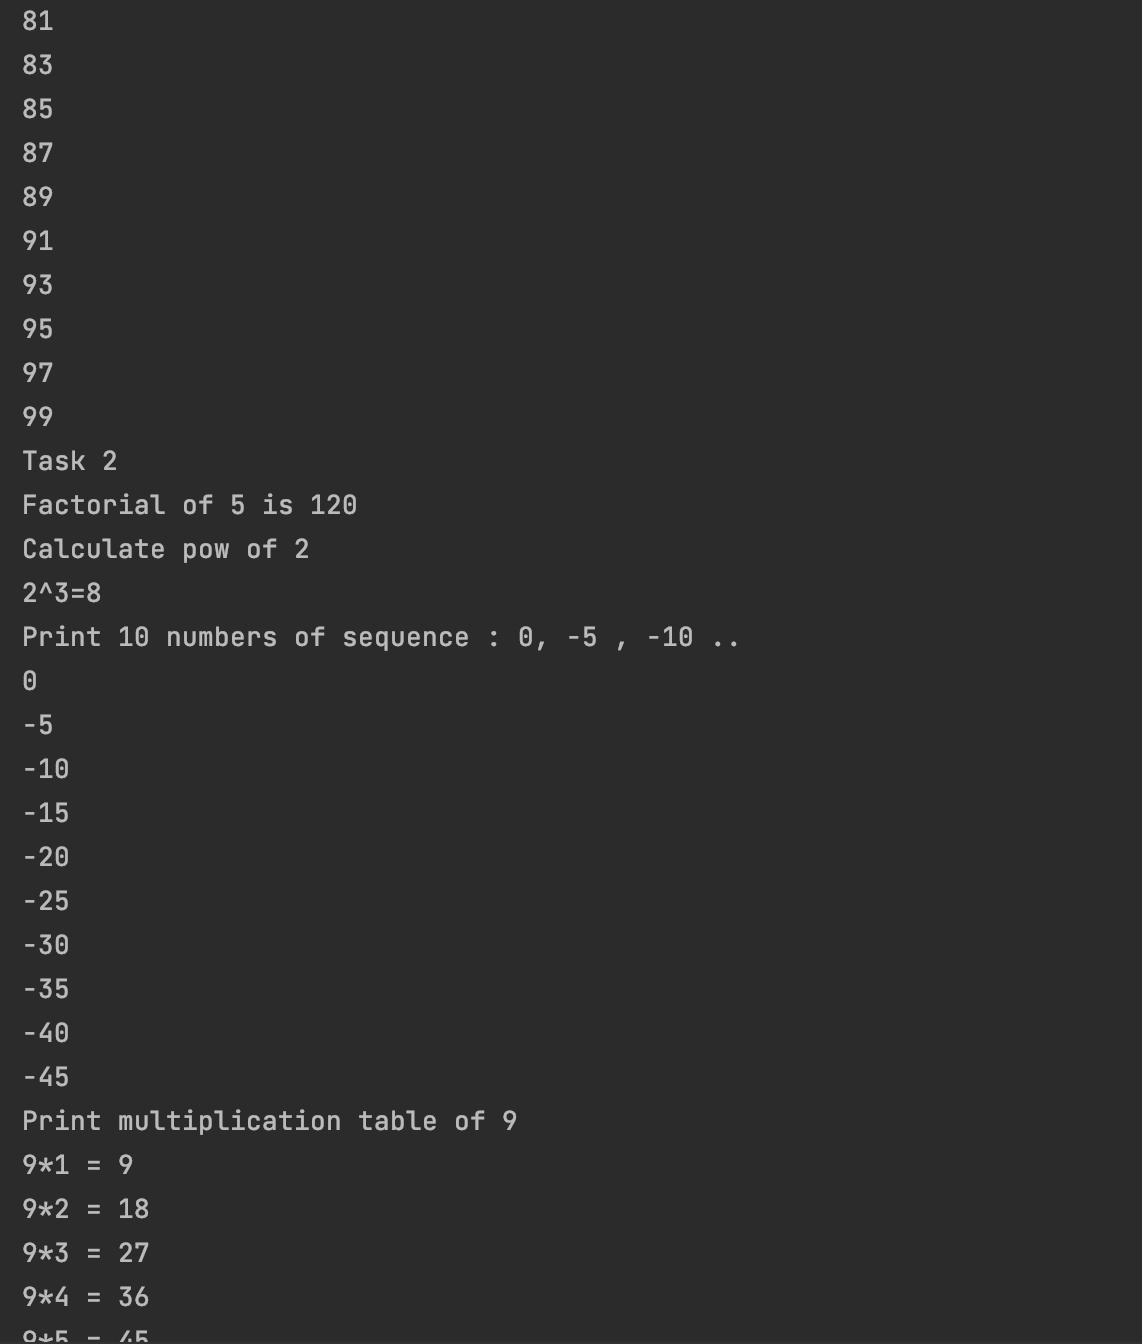 81
83
85
87
89
91
93
95
97
99
Task 2
Factorial of 5 is 120
Calculate pow of 2
2^3=8
Print 10 numbers of sequence : 0, -5 , -10 ..
0
-5
-10
-15
-20
-25
-30
-35
-40
-45
Print multiplication table of 9
9*1 = 9
9*2 = 18
9*3 = 27
9*4 = 36
9*5 = 45